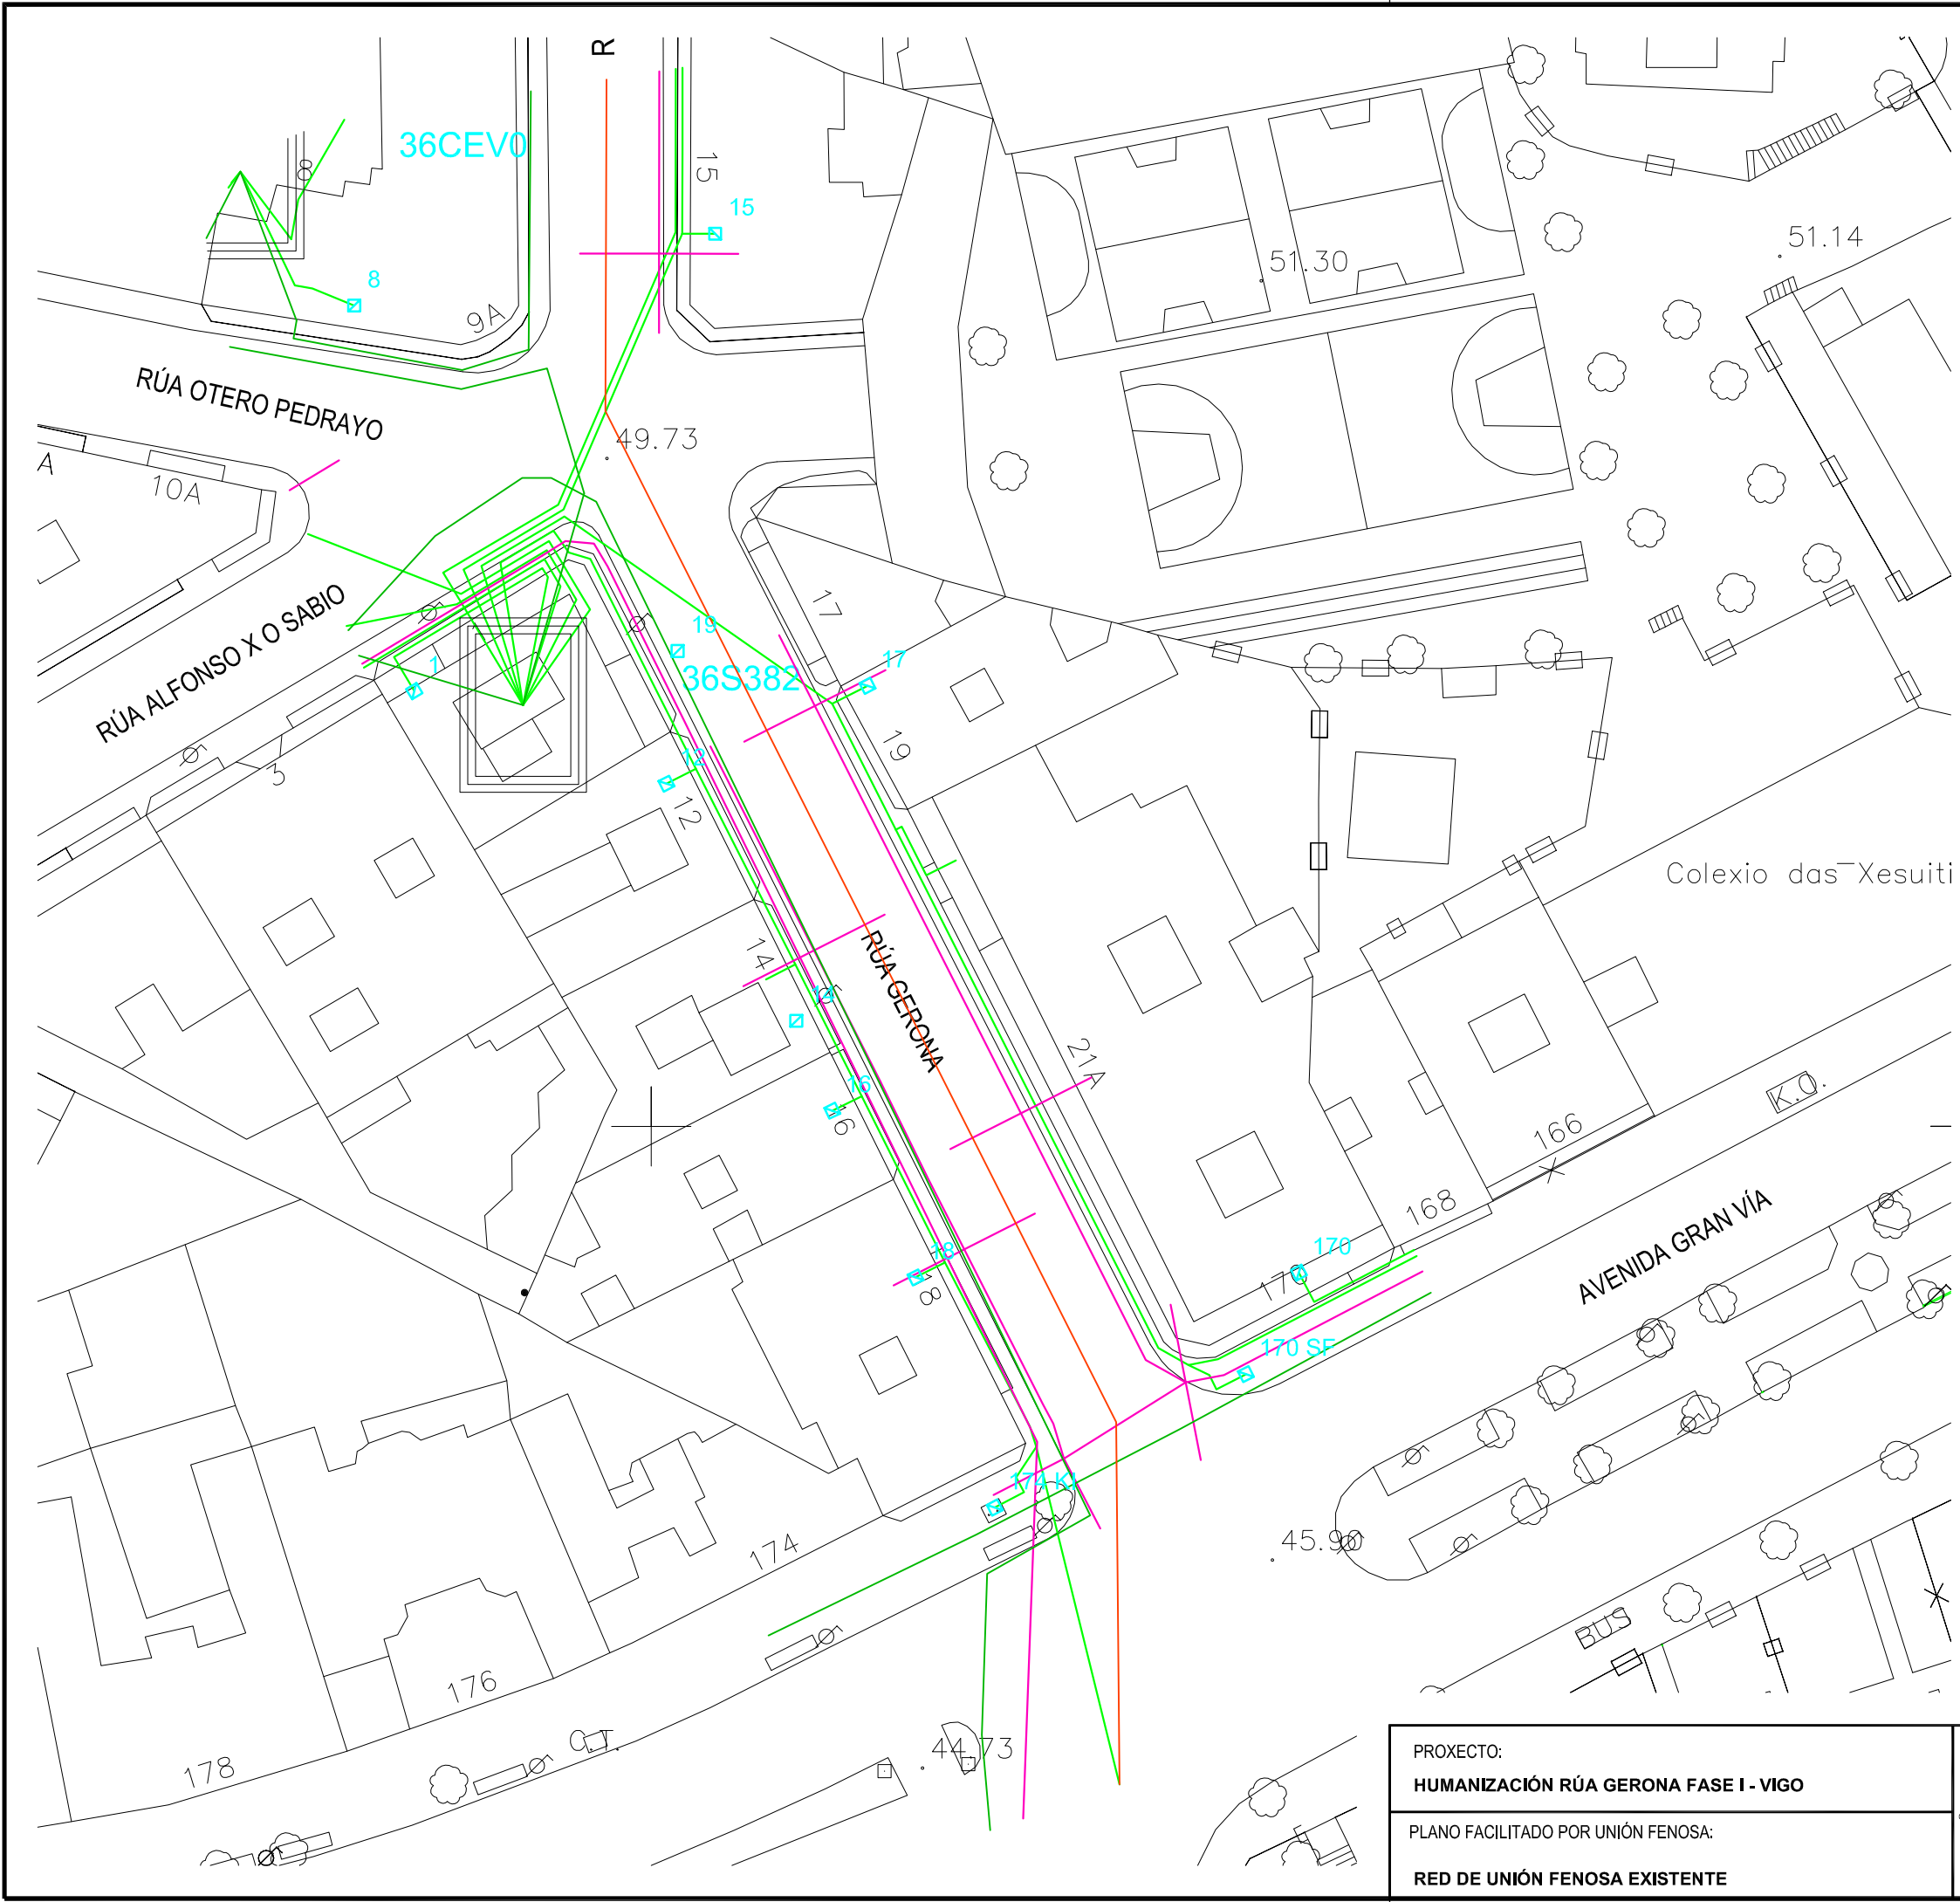 R
36CEV0
8
15
15
8
9A
51.30
51.14
RÚA OTERO PEDRAYO
49.73
A
10A
RÚA ALFONSO X O SABIO
17
19
36S382
17
1
19
12
12
3
Colexio das Xesuiti
14
14
RÚA GERONA
21A
16
16
K.O.
166
168
AVENIDA GRAN VÍA
18
18
170
170
170 SF
174 KI
45.90
174
BUS
176
C.T.
178
44.73
PROXECTO:
HUMANIZACIÓN RÚA GERONA FASE I - VIGO
PLANO FACILITADO POR UNIÓN FENOSA:
RED DE UNIÓN FENOSA EXISTENTE